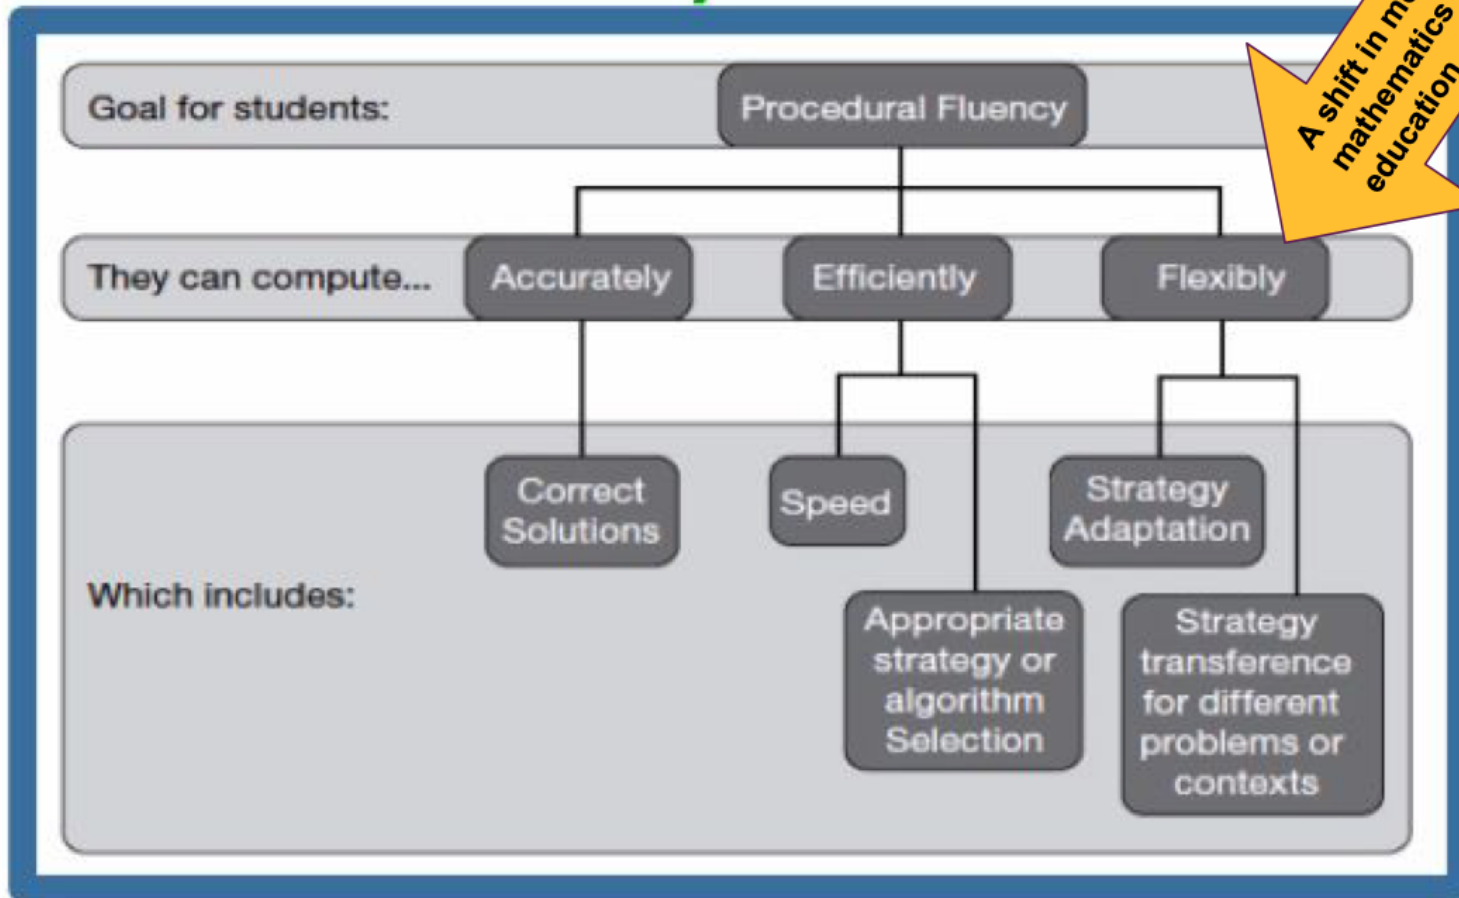 A shift in
mathematics
education
Goal for students:
Procedural Fluency
They can compute...
Accurately
Efficiently
Flexibly
Which includes:
Correct
Solutions
Speed
Strategy
Adaptation
Appropriate
strategy or
algorithm
Selection
Strategy
transference
for different
problems or
contexts